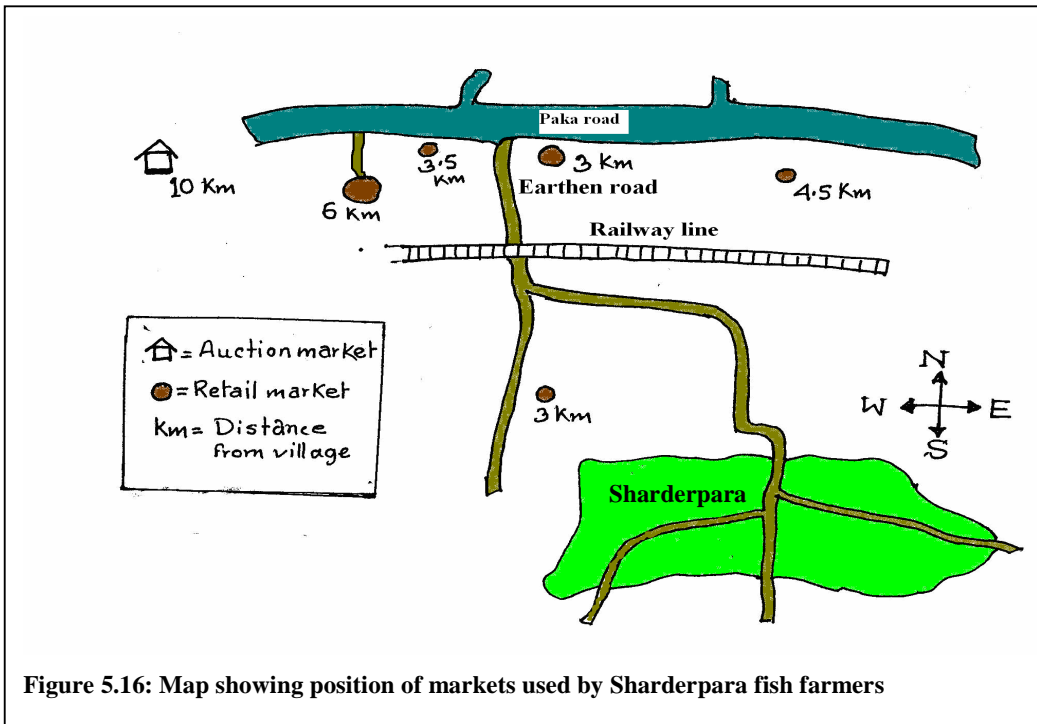 Paka road
10 Km
6 Km
3.5
Km
3 Km
4.5 Km
Earthen road
Railway line
= Auction market
= Retail market
Km = Distance
from village
3 Km
N
W E
S
Sharderpara
Figure 5.16: Map showing position of markets used by Sharderpara fish farmers